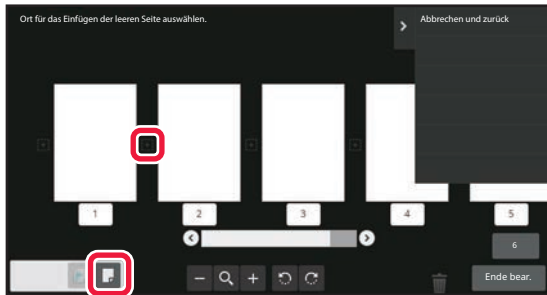 Ort für das Einfügen der leeren Seite auswählen.
Abbrechen und zurück
1
2
3
4
5
6
Ende bear.